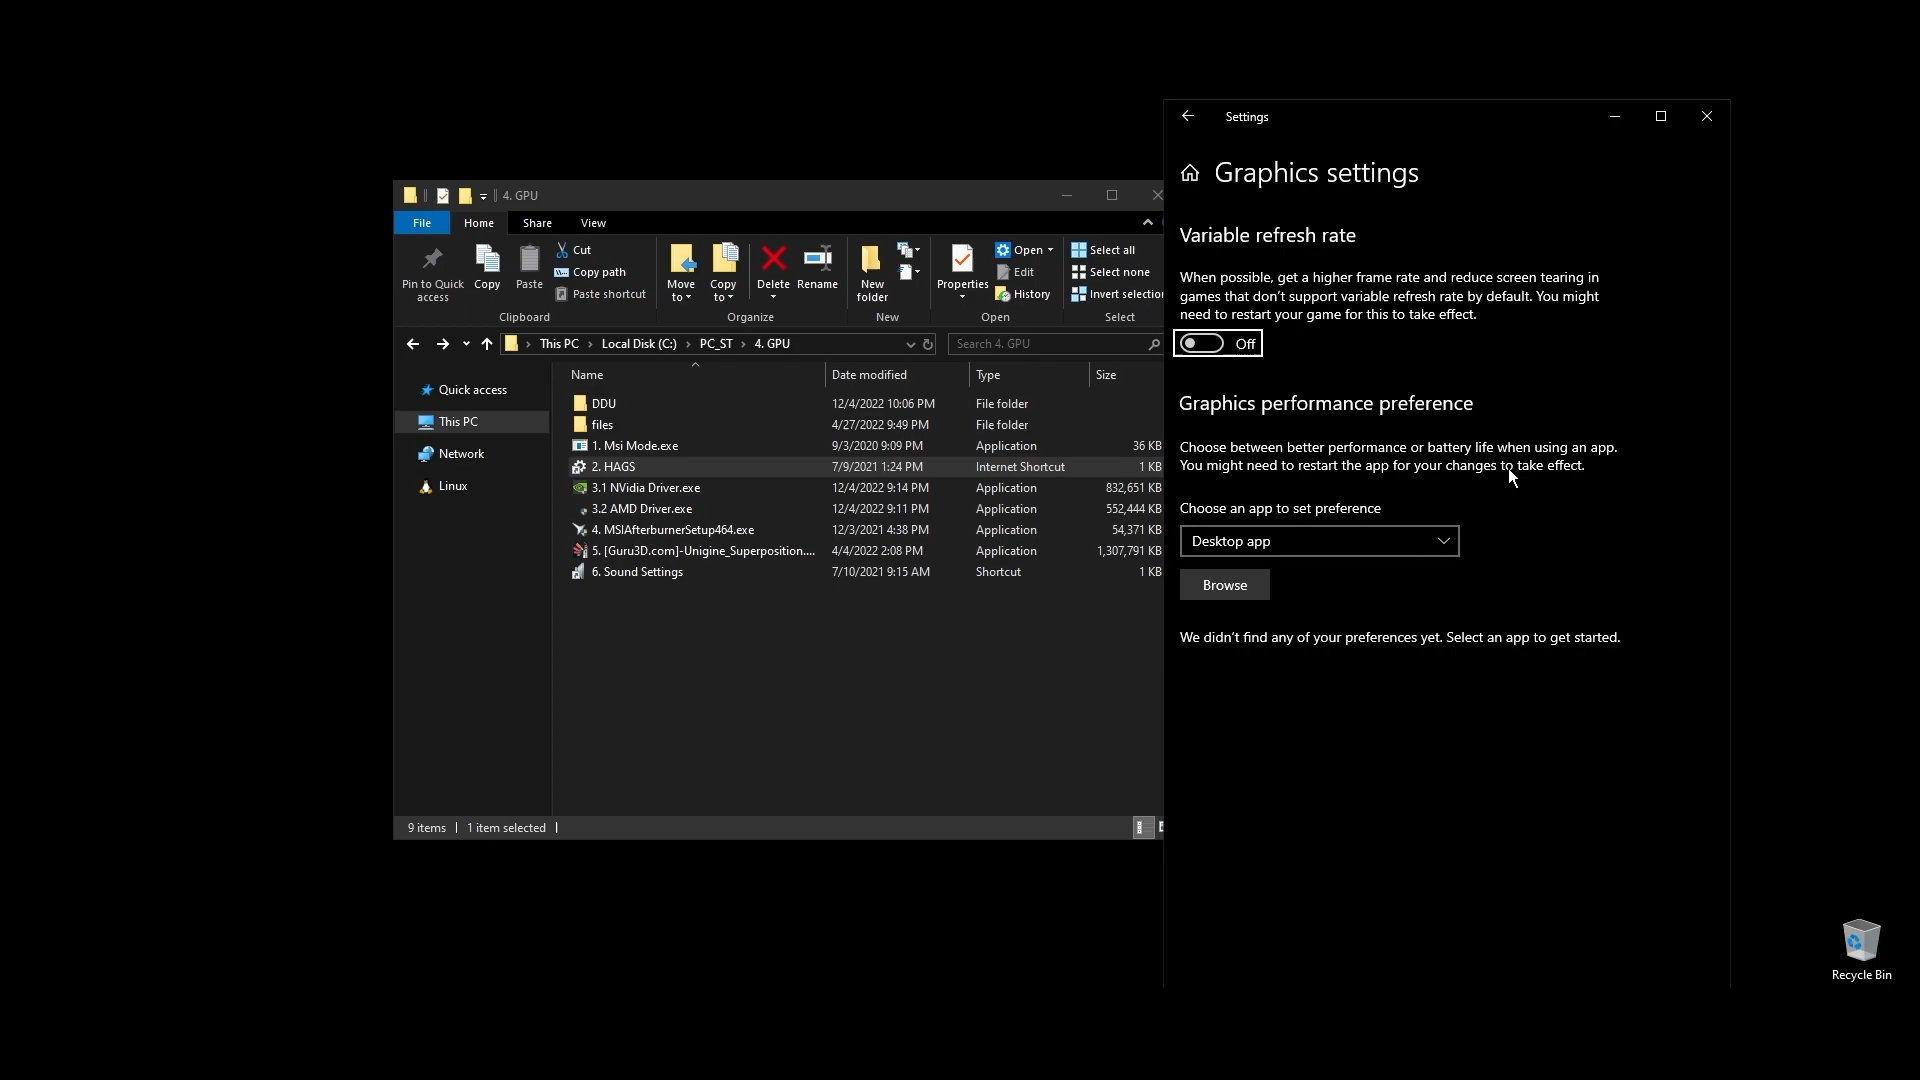 4. GPU
File
Home
Share
View
Pin to Quick
access
Copy
Paste
Cut
Copy path
Paste shortcut
Clipboard
Move
to
Copy
to
Delete
Rename
Organize
New
folder
New
Properties
Open
Edit
History
Open
Select all
Select none
Invert selection
Select
This PC
Local Disk (C:)
PC_ST
4. GPU
Search 4. GPU
Quick access
This PC
Network
Linux
Name Date modified Type Size
DDU 12/4/2022 10:06 PM File folder
files 4/27/2022 9:49 PM File folder
1. Msi Mode.exe 9/3/2020 9:09 PM Application 36 KB
2. HAGS 7/9/2021 1:24 PM Internet Shortcut 1 KB
3.1 NVidia Driver.exe 12/4/2022 9:14 PM Application 832,651 KB
3.2 AMD Driver.exe 12/4/2022 9:11 PM Application 552,444 KB
4. MSIAfterburnerSetup464.exe 12/3/2021 4:38 PM Application 54,371 KB
5. [Guru3D.com]-Unigine_Superposition.... 4/4/2022 2:08 PM Application 1,307,791 KB
6. Sound Settings 7/10/2021 9:15 AM Shortcut 1 KB
9 items
1 item selected
Settings
Graphics settings
Variable refresh rate
When possible, get a higher frame rate and reduce screen tearing in
games that don't support variable refresh rate by default. You might
need to restart your game for this to take effect.
Off
Graphics performance preference
Choose between better performance or battery life when using an app.
You might need to restart the app for your changes to take effect.
Choose an app to set preference
Desktop app
Browse
We didn't find any of your preferences yet. Select an app to get started.
Recycle Bin